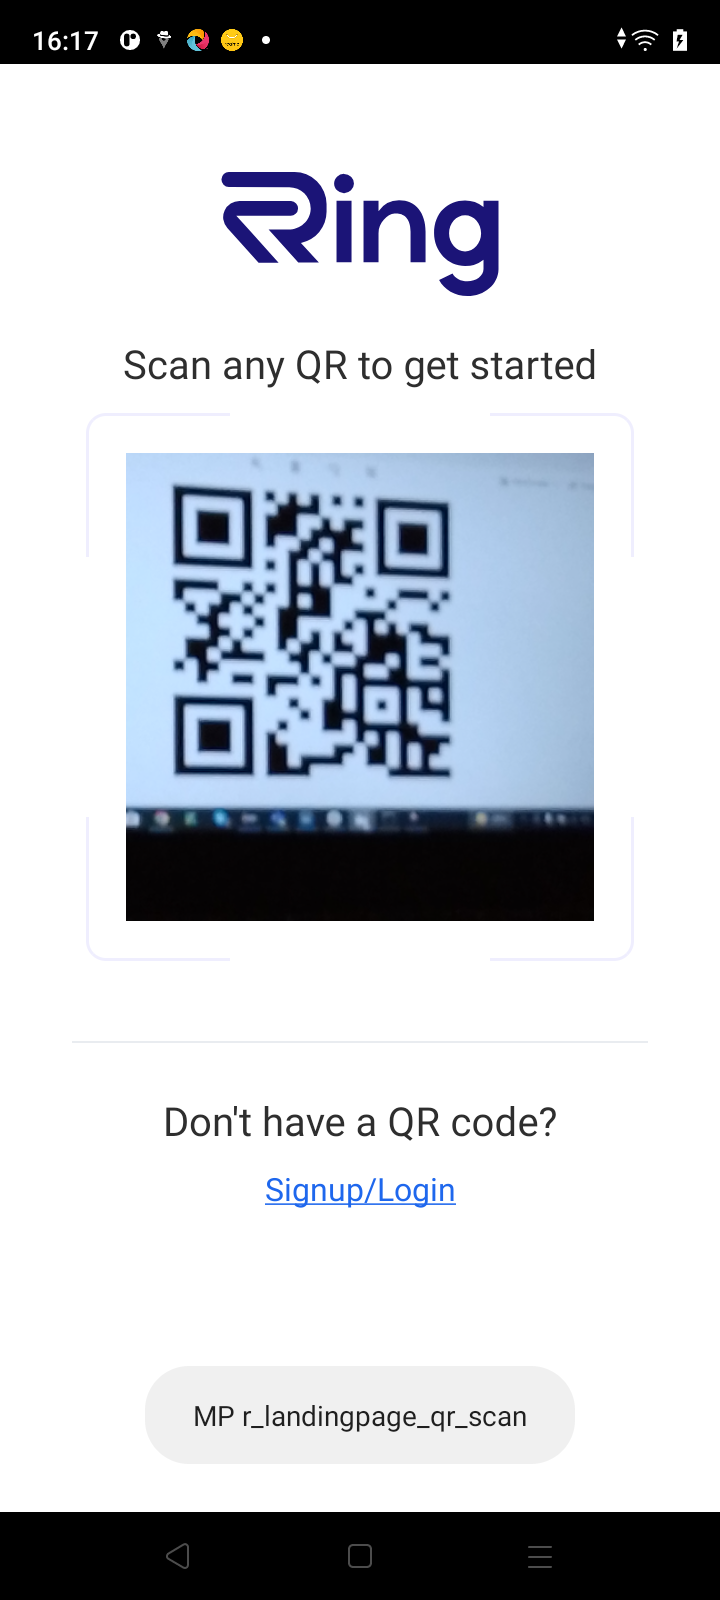 16:17
Ring
Scan any QR to get started
Don't have a QR code?
Signup/Login
MP r_landingpage_qr_scan